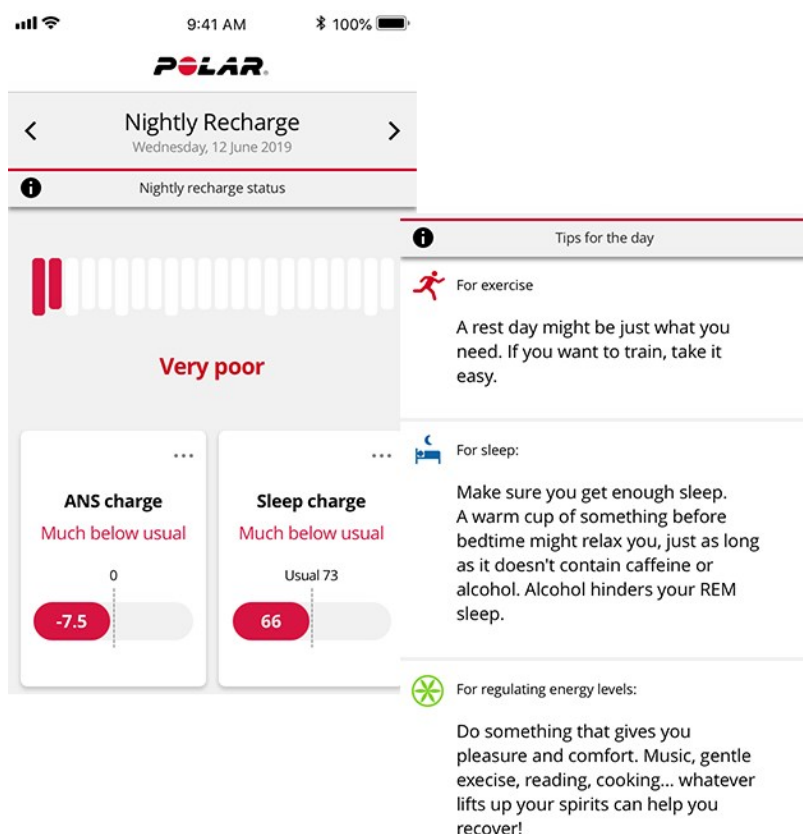 9:41 AM
100%
POLAR.
Nightly Recharge
Wednesday, 12 June 2019
Nightly recharge status
Very poor
ANS charge
Much below usual
0
-7.5
Sleep charge
Much below usual
Usual 73
66
Tips for the day
For exercise
A rest day might be just what you
need. If you want to train, take it
easy.
For sleep:
Make sure you get enough sleep.
A warm cup of something before
bedtime might relax you, just as long
as it doesn't contain caffeine or
alcohol. Alcohol hinders your REM
sleep.
For regulating energy levels:
Do something that gives you
pleasure and comfort. Music, gentle
execise, reading, cooking... whatever
lifts up your spirits can help you
recover!